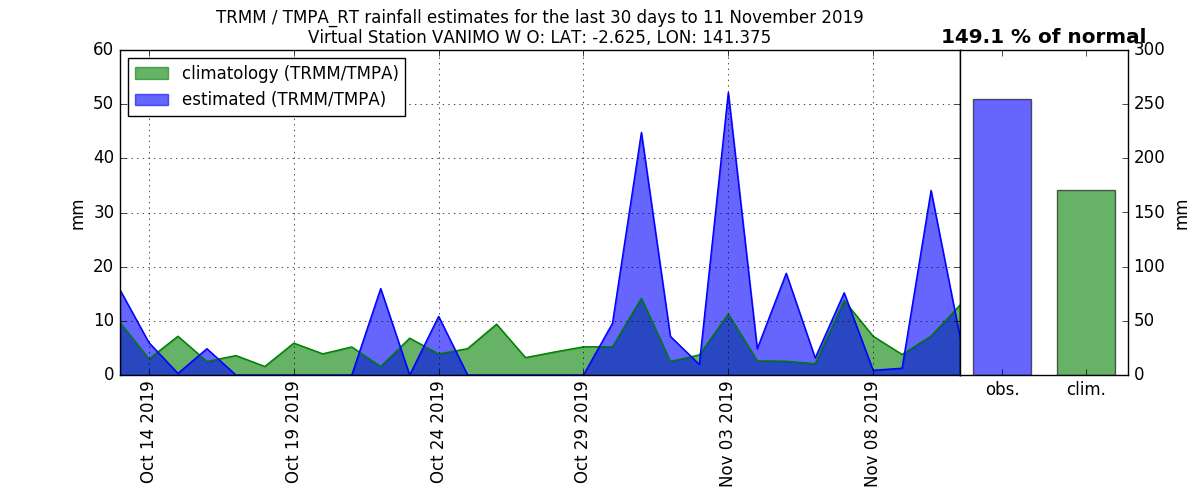 TRMM / TMPA_RT rainfall estimates for the last 30 days to 11 November 2019
Virtual Station VANIMO W O: LAT: -2.625, LON: 141.375
149.1 % of normal
climatology (TRMM/TMPA)
estimated (TRMM/TMPA)
60
50
40
30
20
10
0
mm
Oct 14 2019
Oct 19 2019
Oct 24 2019
Oct 29 2019
Nov 03 2019
Nov 08 2019
obs.
clim.
300
250
200
150
100
50
0
mm